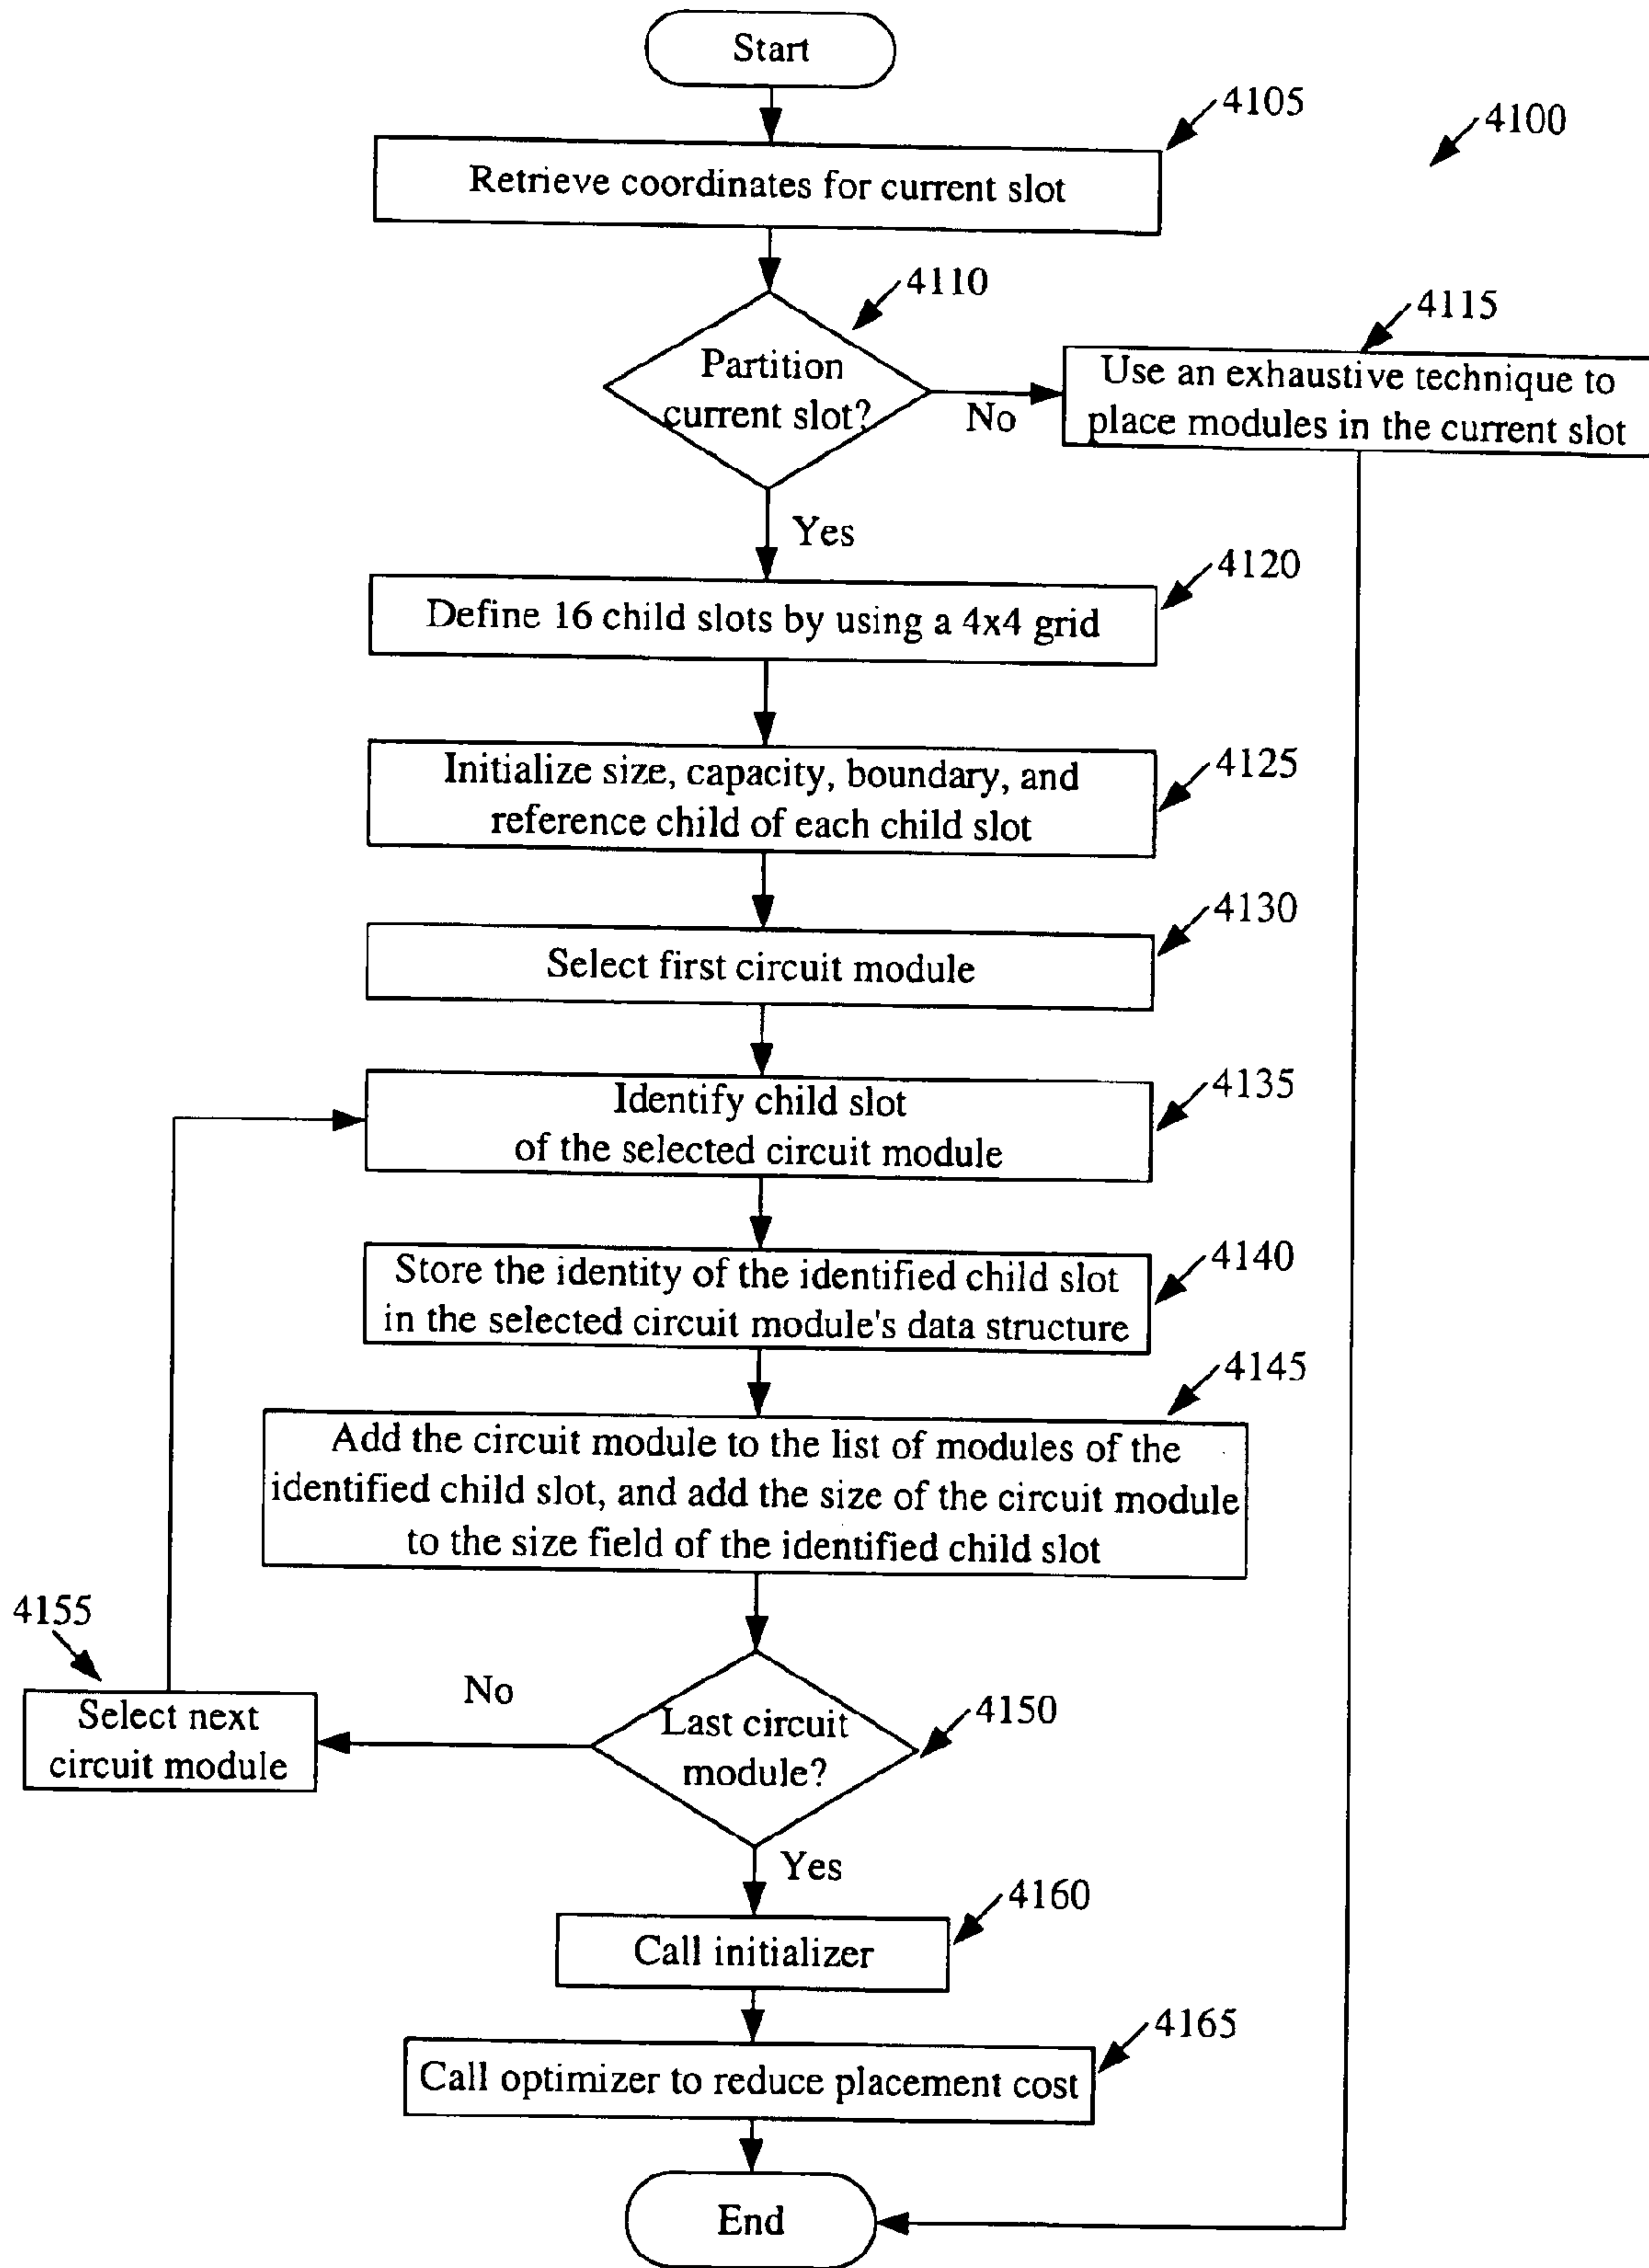 Start
4105
4100
Retrieve coordinates for current slot
4110
Partition
current slot?
No
4115
Use an exhaustive technique to
place modules in the current slot
Yes
4120
Define 16 child slots by using a 4x4 grid
4125
Initialize size, capacity, boundary, and
reference child of each child slot
4130
Select first circuit module
4135
Identify child slot
of the selected circuit module
4140
Store the identity of the identified child slot
in the selected circuit module's data structure
4145
Add the circuit module to the list of modules of the
identified child slot, and add the size of the circuit module
to the size field of the identified child slot
4155
Select next
circuit module
No
Last circuit
module?
4150
Yes
4160
Call initializer
4165
Call optimizer to reduce placement cost
End